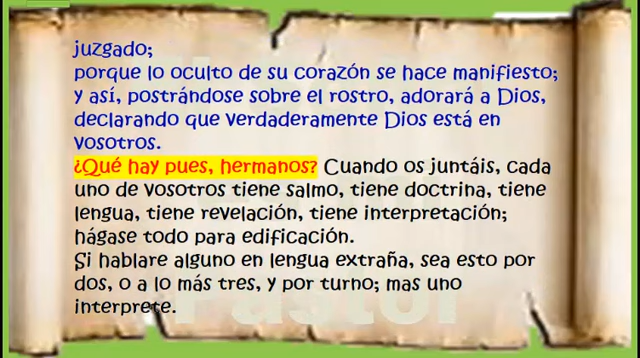 juzgado;
porque lo oculto de su corazón se hace manifiesto;
y así, postrándose sobre el rostro, adorará a Dios,
declarando que verdaderamente Dios está en
vosotros.
¿Qué hay pues, hermanos? Cuando os juntáis, cada
uno de vosotros tiene salmo, tiene doctrina, tiene
lengua, tiene revelación, tiene interpretación;
hágase todo para edificación.
Si hablare alguno en lengua extraña, sea esto por
dos, o a lo más tres, y por turno; mas uno
interprete.
Pastor